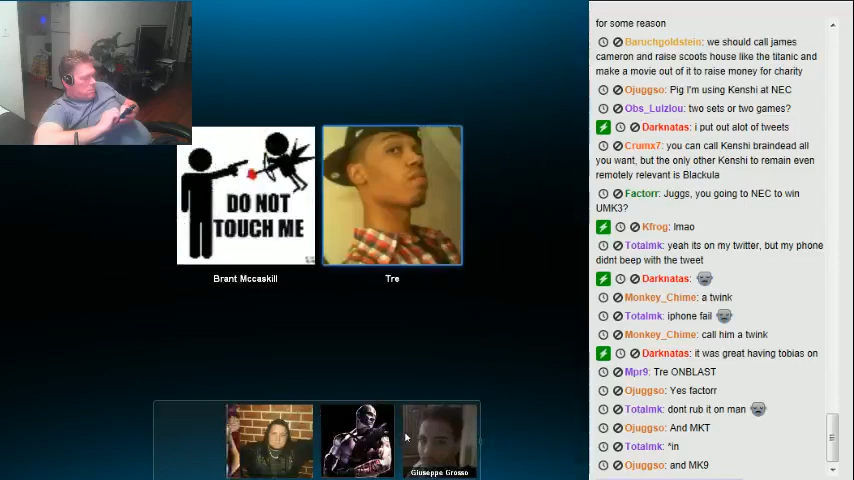 for some reason
Baruchgoldstein: we should call james
cameron and raise scoots house like the titanic and
make a movie out of it to raise money for charity
Ojuggso: Pig I'm using Kenshi at NEC
Obs_Luizlou: two sets or two games?
Darknatas: i put out alot of tweets
Crumx7: you can call Kenshi braindead all
you want, but the only other Kenshi to remain even
remotely relevant is Blackula
Factorr: Juggs, you going to NEC to win
UMK3?
Kfrog: lmao
Totalmk: yeah its on my twitter, but my phone
didnt beep with the tweet
Darknatas:
Monkey_Chime: a twink
Totalmk: iphone fail
Monkey_Chime: call him a twink
Darknatas: it was great having tobias on
Mpr9: Tre ONBLAST
Ojuggso: Yes factorr
Totalmk: dont rub it on man
Ojuggso: And MKT
Totalmk: *in
Ojuggso: and MK9
DO NOT
TOUCH ME
Brant Mccaskill
Tre
Giuseppe Grosso